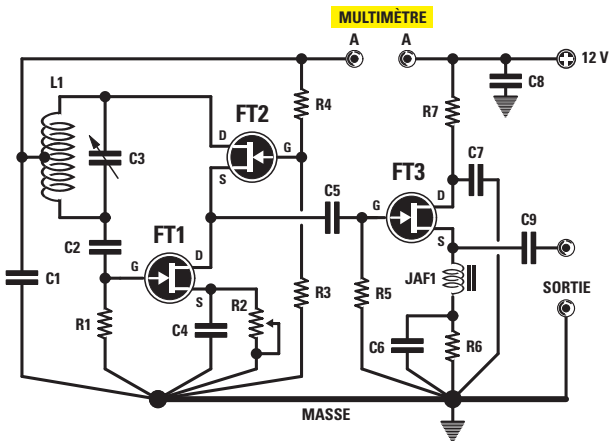 MULTIMÈTRE
A
A
12 V
L1
C8
R4
R7
FT2
D
G
S
C3
FT3
C7
D
G
S
C5
C9
C2
FT1
D
G
S
JAF1
C1
R2
R3
R5
SORTIE
R1
C4
C6
R6
MASSE